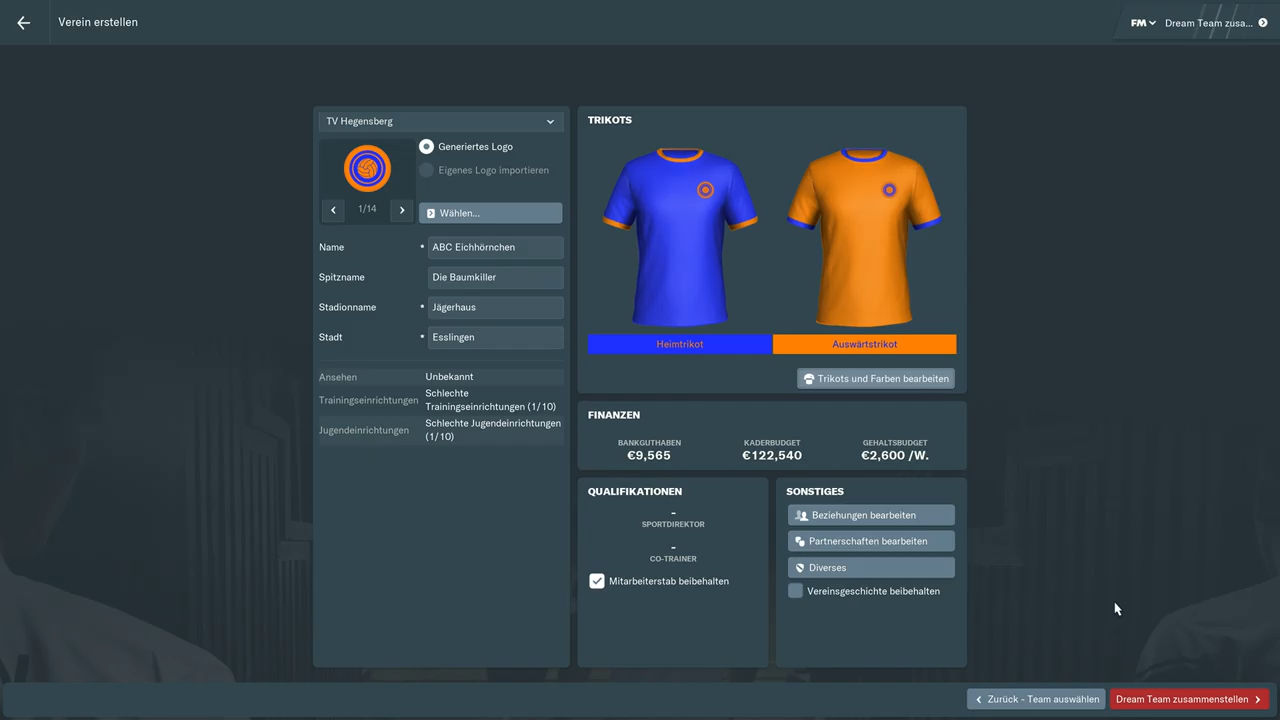 Verein erstellen
FM
Dream Team zusa...
TV Hegensberg
Generiertes Logo
Eigenes Logo importieren
1/14
Wählen...
Name
ABC Eichhörnchen
Spitzname
Die Baumkiller
Stadionname
Jägerhaus
Stadt
Esslingen
Ansehen
Unbekannt
Trainingseinrichtungen
Schlechte
Trainingseinrichtungen (1/10)
Jugendeinrichtungen
Schlechte Jugendeinrichtungen
(1/10)
TRIKOTS
Heimtrikot
Auswärtstrikot
Trikots und Farben bearbeiten
FINANZEN
BANKGUTHABEN
€9,565
KADERBUDGET
€122,540
GEHALTSBUDGET
€2,600 /W.
QUALIFIKATIONEN
-
SPORTDIREKTOR
-
CO-TRAINER
Mitarbeiterstab beibehalten
SONSTIGES
Beziehungen bearbeiten
Partnerschaften bearbeiten
Diverses
Vereinsgeschichte beibehalten
Zurück - Team auswählen
Dream Team zusammenstellen